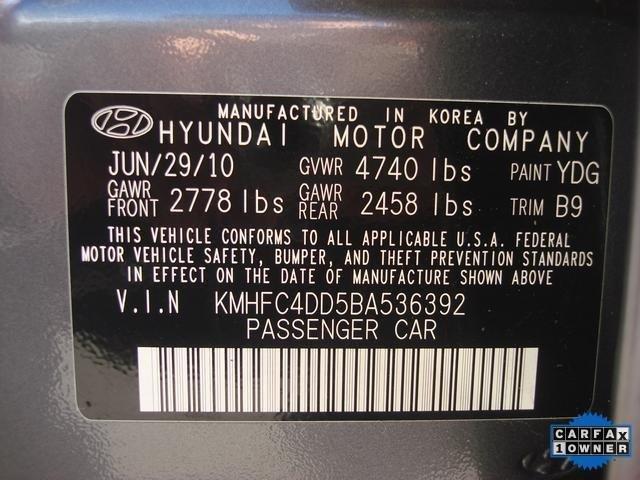 MANUFACTURED IN KOREA BY
HYUNDAI MOTOR COMPANY
JUN/29/10 GVWR 4740 lbs PAINT YDG
GAWR FRONT 2778 lbs GAWR REAR 2458 lbs TRIM B9
THIS VEHICLE CONFORMS TO ALL APPLICABLE U.S.A. FEDERAL
MOTOR VEHICLE SAFETY, BUMPER, AND THEFT PREVENTION STANDARDS
IN EFFECT ON THE DATE OF MANUFACTURE SHOWN ABOVE
V.I.N KMHFC4DD5BA536392
PASSENGER CAR
CARFAX
1 OWNER